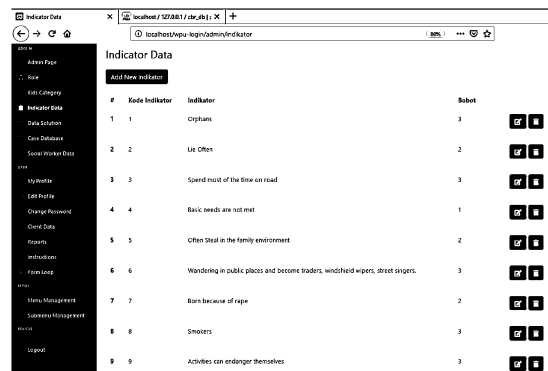 Indicator Data
localhost / 127.0.0.1 / cbr_db | :
localhost/wpu-login/admin/indikator
80%
ADMIN
Admin Page
Role
Kids Category
Indicator Data
Data Solution
Case Database
Social Worker Data
USER
My Profile
Edit Profile
Change Password
Client Data
Reports
Instructions
Form Loop
MENU
Menu Management
Submenu Management
Logout
Indicator Data
Add New Indikator
# Kode Indikator Indikator Bobot
1 1 Orphans 3
2 2 Lie Often 2
3 3 Spend most of the time on road 3
4 4 Basic needs are not met 1
5 5 Often Steal in the family environment 2
6 6 Wandering in public places and become traders, windshield wipers, street singers. 3
7 7 Born because of rape 2
8 8 Smokers 3
9 9 Activities can endanger themselves 3